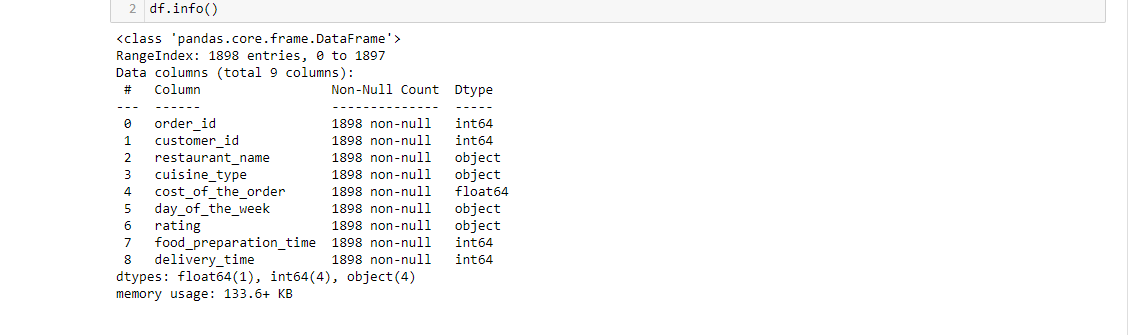 2 df.info()
<class 'pandas.core.frame.DataFrame'>
RangeIndex: 1898 entries, 0 to 1897
Data columns (total 9 columns):
 #   Column                 Non-Null Count  Dtype
---  ------                 --------------  -----
 0   order_id               1898 non-null   int64
 1   customer_id            1898 non-null   int64
 2   restaurant_name        1898 non-null   object
 3   cuisine_type           1898 non-null   object
 4   cost_of_the_order      1898 non-null   float64
 5   day_of_the_week        1898 non-null   object
 6   rating                 1898 non-null   object
 7   food_preparation_time  1898 non-null   int64
 8   delivery_time          1898 non-null   int64
dtypes: float64(1), int64(4), object(4)
memory usage: 133.6+ KB